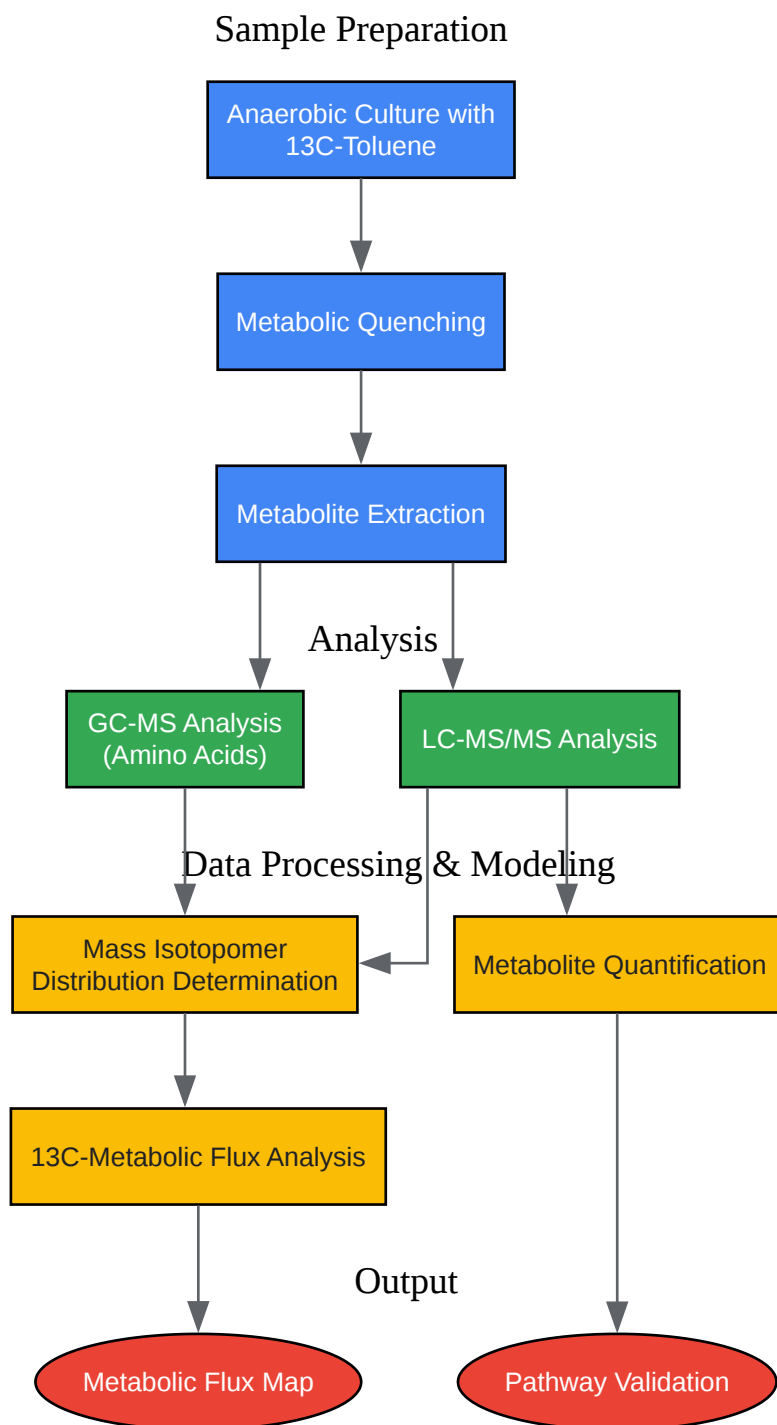 Sample Preparation
Anaerobic Culture with
13C-Toluene
Metabolic Quenching
Metabolite Extraction
Analysis
GC-MS Analysis
(Amino Acids)
LC-MS/MS Analysis
Data Processing & Modeling
Mass Isotopomer
Distribution Determination
Metabolite Quantification
13C-Metabolic Flux Analysis
Output
Metabolic Flux Map
Pathway Validation